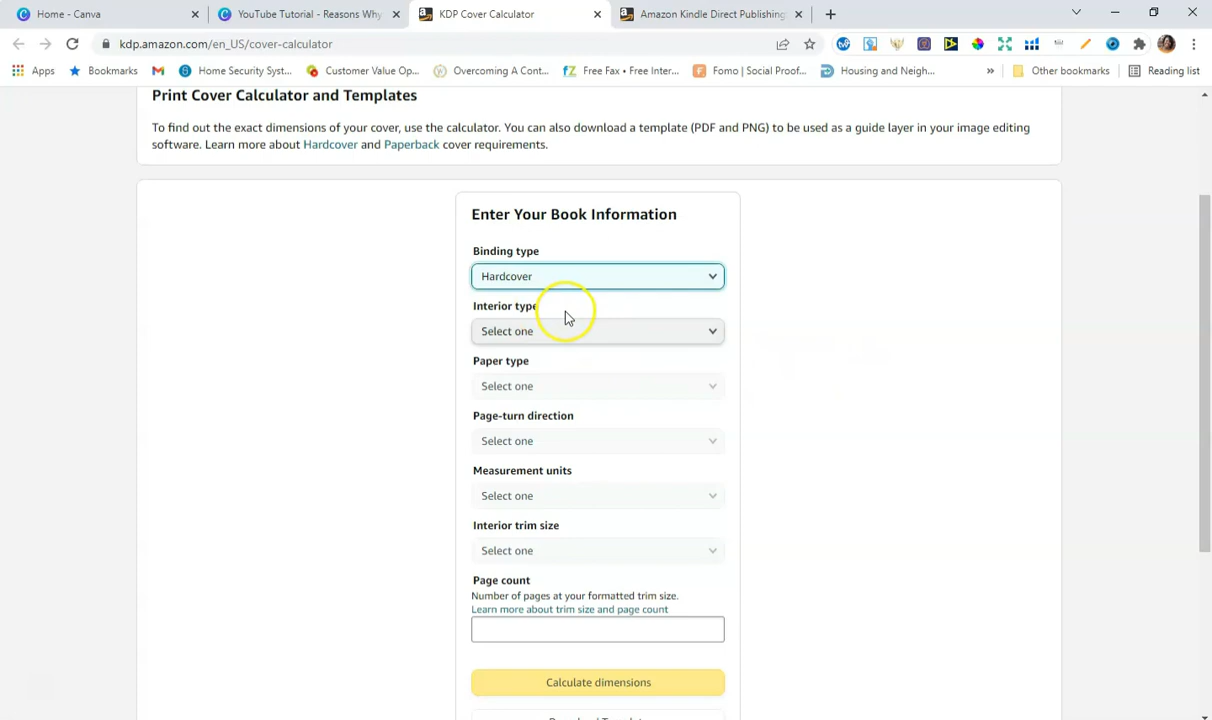 Home - Canva
YouTube Tutorial - Reasons Why
KDP Cover Calculator
Amazon Kindle Direct Publishing
kdp.amazon.com/en_US/cover-calculator
Apps
Bookmarks
Home Security Syst...
Customer Value Op...
Overcoming A Cont...
Free Fax • Free Inter...
Fomo | Social Proof...
Housing and Neigh...
»
Other bookmarks
Reading list
Print Cover Calculator and Templates
To find out the exact dimensions of your cover, use the calculator. You can also download a template (PDF and PNG) to be used as a guide layer in your image editing
software. Learn more about Hardcover and Paperback cover requirements.
Enter Your Book Information
Binding type
Hardcover
Interior type
Select one
Paper type
Select one
Page-turn direction
Select one
Measurement units
Select one
Interior trim size
Select one
Page count
Number of pages at your formatted trim size.
Learn more about trim size and page count
Calculate dimensions